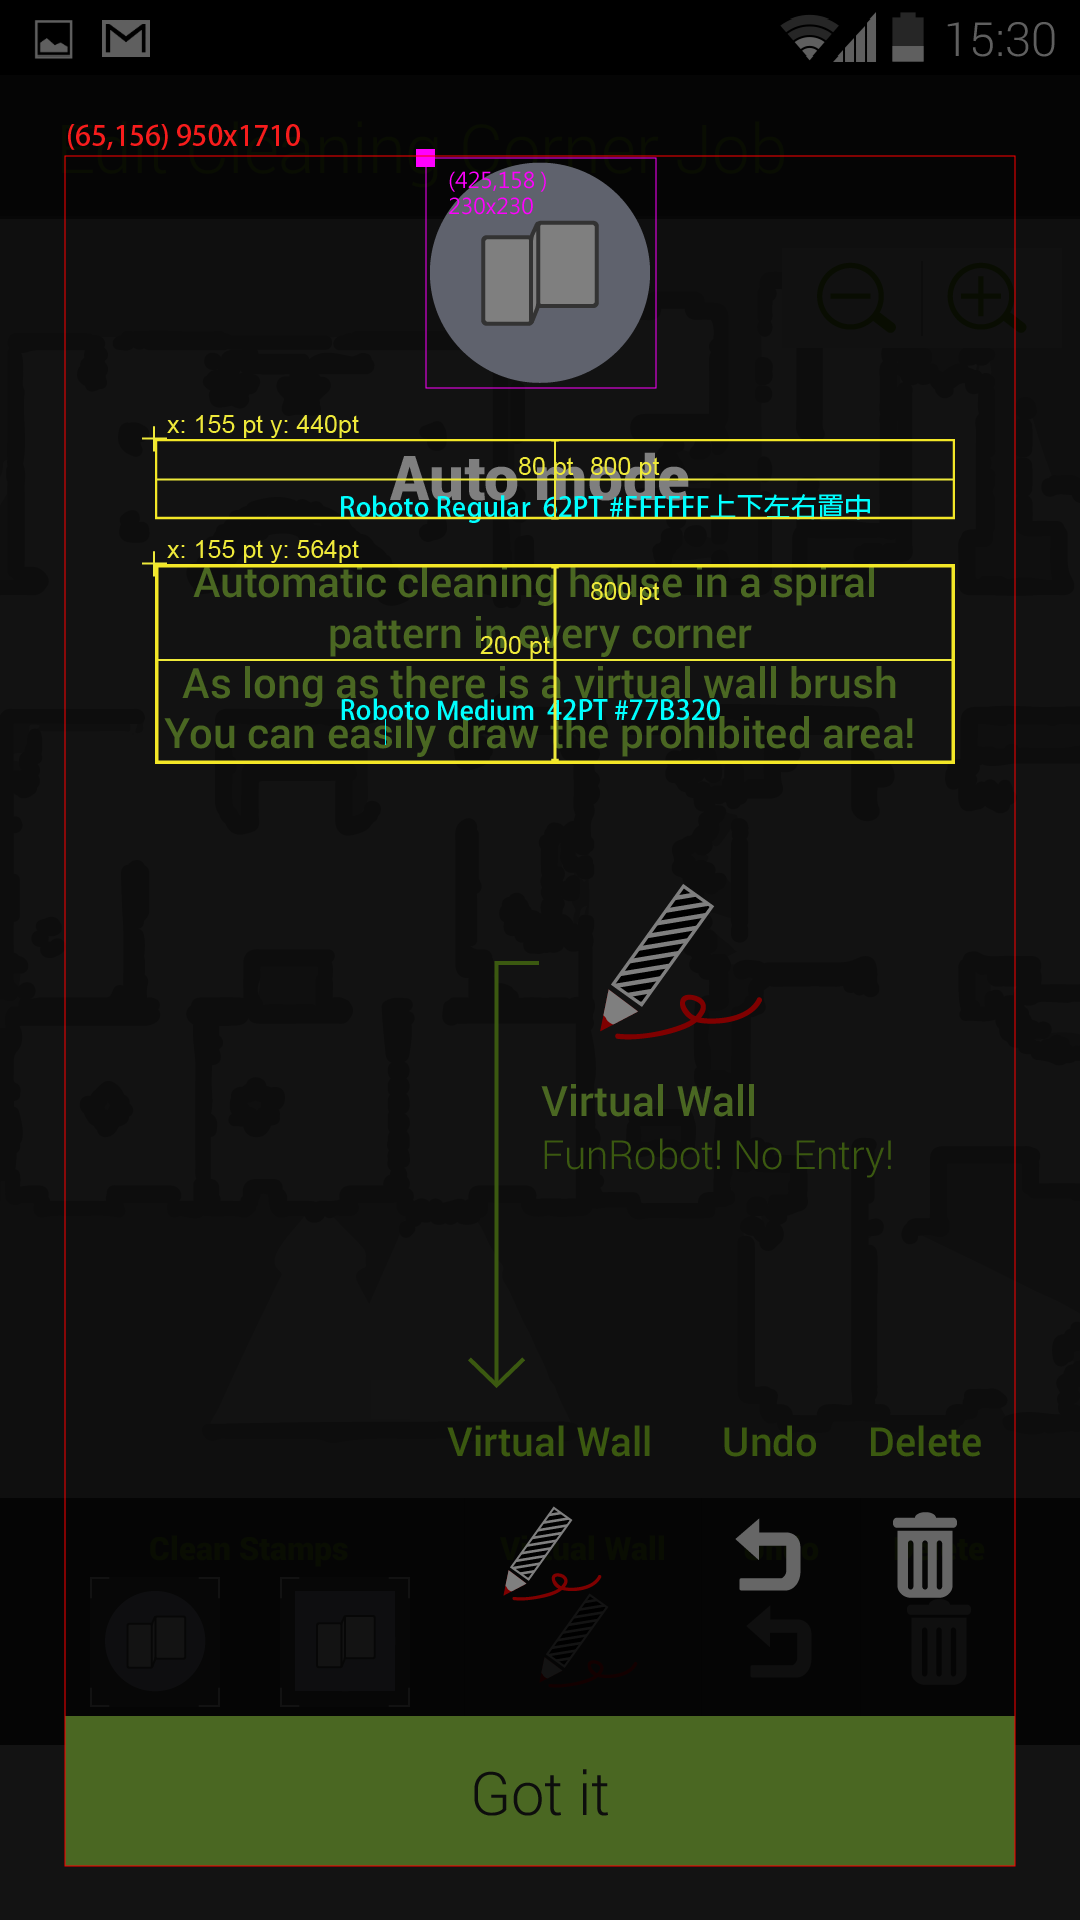 15:30
Edit Cleaning Corner Job
(65,156) 950x1710
(425,158 )
230x230
x: 155 pt y: 440pt
Auto mode
80 pt 800 pt
Roboto Regular 62PT #FFFFFF上下左右置中
x: 155 pt y: 564pt
Automatic cleaning house in a spiral
800 pt
pattern in every corner
200 pt
As long as there is a virtual wall brush
Roboto Medium 42PT #77B320
You can easily draw the prohibited area!
Virtual Wall
FunRobot! No Entry!
Virtual Wall Undo Delete
Clean Stamps Virtual Wall Undo Delete
Got it